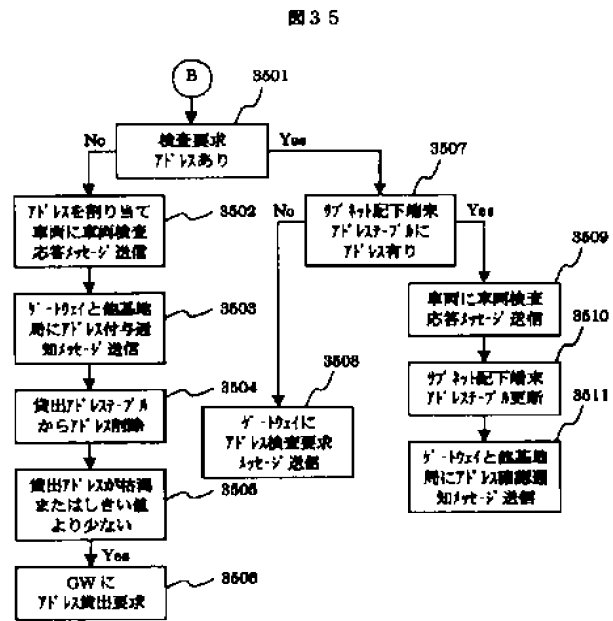 図３５
B
3501
検査要求
アドレスあり
No
Yes
3507
アドレスを割り当て
車両に車両検査
応答メッセージ送信
3502
サブネット配下端末
アドレステーブルに
アドレス有り
No
Yes
3509
車両に車両検査
応答メッセージ送信
ゲートウェイと他基地
局にアドレス付与通
知メッセージ送信
3503
3510
サブネット配下端末
アドレステーブル更新
貸出アドレステーブル
からアドレス削除
3504
3508
ゲートウェイに
アドレス検査要求
メッセージ送信
3511
ゲートウェイと他基地
局にアドレス確認通
知メッセージ送信
貸出アドレスが枯渇
またはしきい値
より少ない
3505
Yes
GWに
アドレス貸出要求
3506